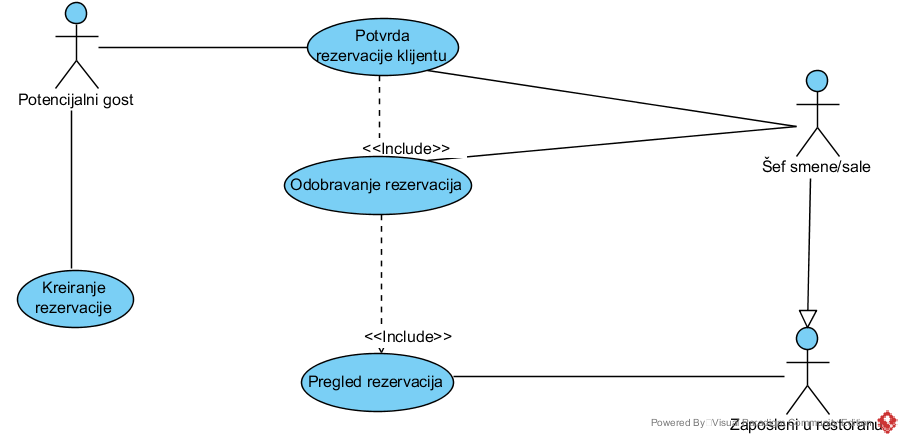 Potvrda
rezervacije klijentu
Potencijalni gost
<<Include>>
Šef smene/sale
Odobravanje rezervacija
Kreiranje
rezervacije
<<Include>>
Pregled rezervacija
Powered By Visual Paradigm Community Edition
Zaposleni u restoranu